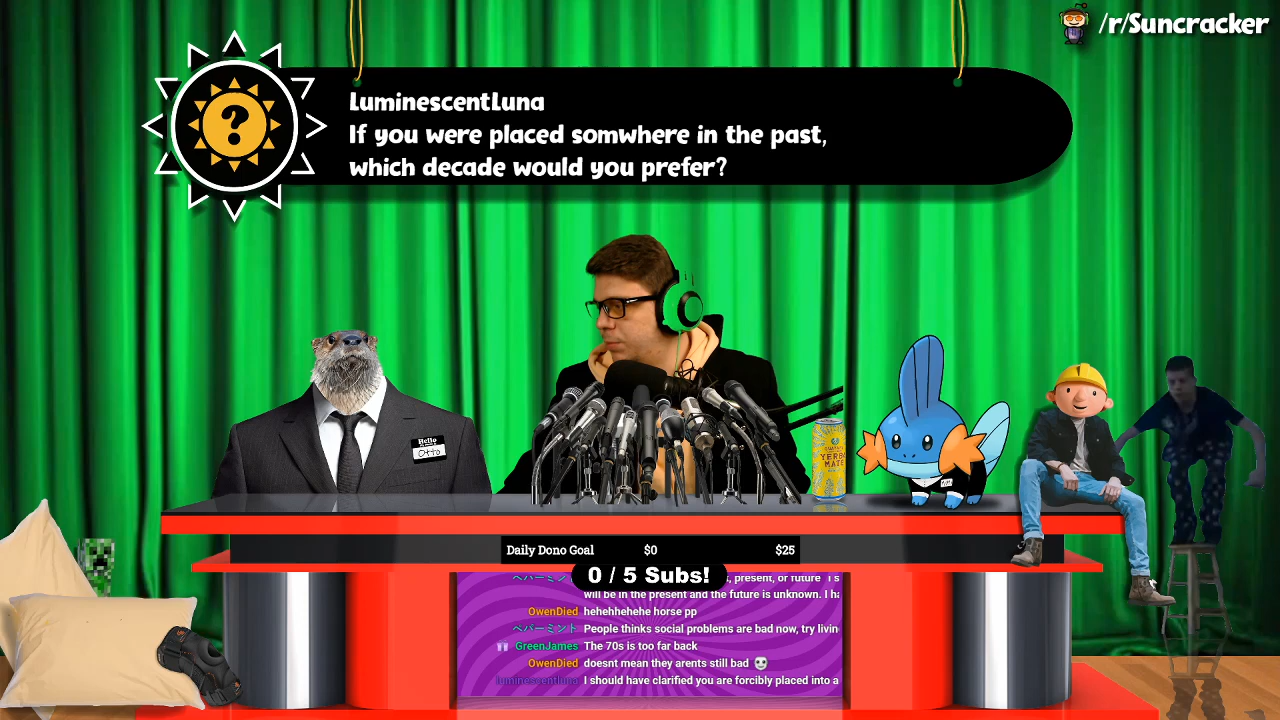 /r/Suncracker
LuminescentLuna
If you were placed somwhere in the past,
which decade would you prefer?
?
Hello
Otto
YERB
MATE
Daily Dono Goal $0 $25
0 / 5 Subs!
ペパーミント , present, or future
will be in the present and the future is unknown. I ha
OwenDied hehehhehehe horse pp
ペパーミント People thinks social problems are bad now, try livin
GreenJames The 70s is too far back
OwenDied doesnt mean they arents still bad
luminescentluna I should have clarified you are forcibly placed into a